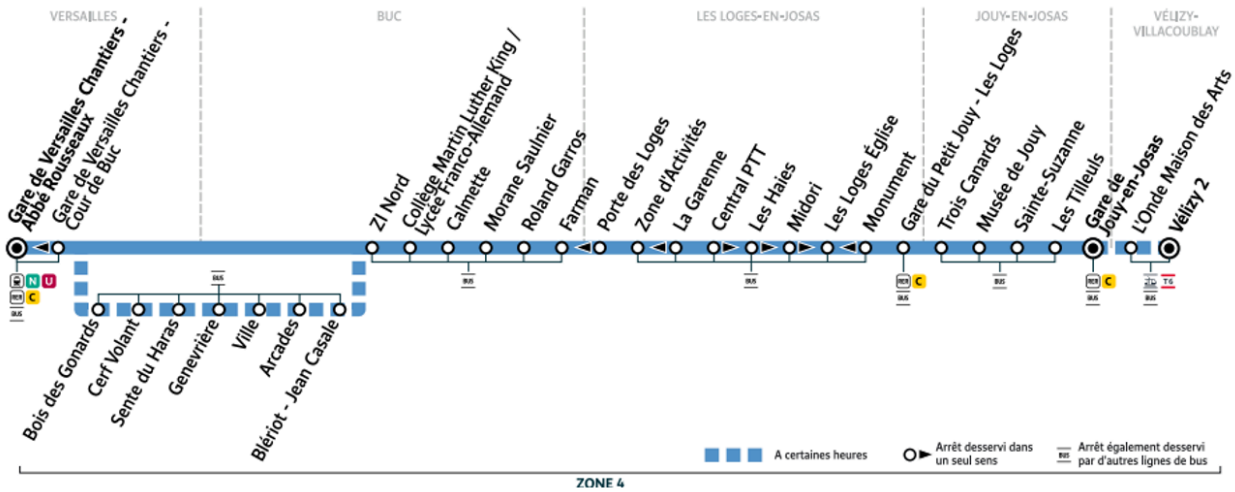 VERSAILLES
BUC
LES LOGES-EN-JOSAS
JOUY-EN-JOSAS
VÉLIZY-
VILLACOUBLAY
Gare de Versailles Chantiers -
Abbé Rousseaux
Gare de Versailles Chantiers -
Cour de Buc
ZI Nord
Collège Martin Luther King /
Lycée Franco-Allemand
Calmette
Morane Saulnier
Roland Garros
Farman
Porte des Loges
Zone d'Activités
La Garenne
Central PTT
Les Haies
Midori
Les Loges Église
Monument
Gare du Petit Jouy - Les Loges
Trois Canards
Musée de Jouy
Sainte-Suzanne
Les Tilleuls
Gare de
Jouy-en-Josas
L'Onde Maison des Arts
Vélizy 2
N U
RER C
BUS
BUS
BUS
BUS
RER C
BUS
BUS
RER C
BUS
T6
BUS
Bois des Gonards
Cerf Volant
Sente du Haras
Genevrière
Ville
Arcades
Blériot - Jean Casale
A certaines heures
Arrêt desservi dans
un seul sens
BUS
Arrêt également desservi
par d'autres lignes de bus
ZONE 4